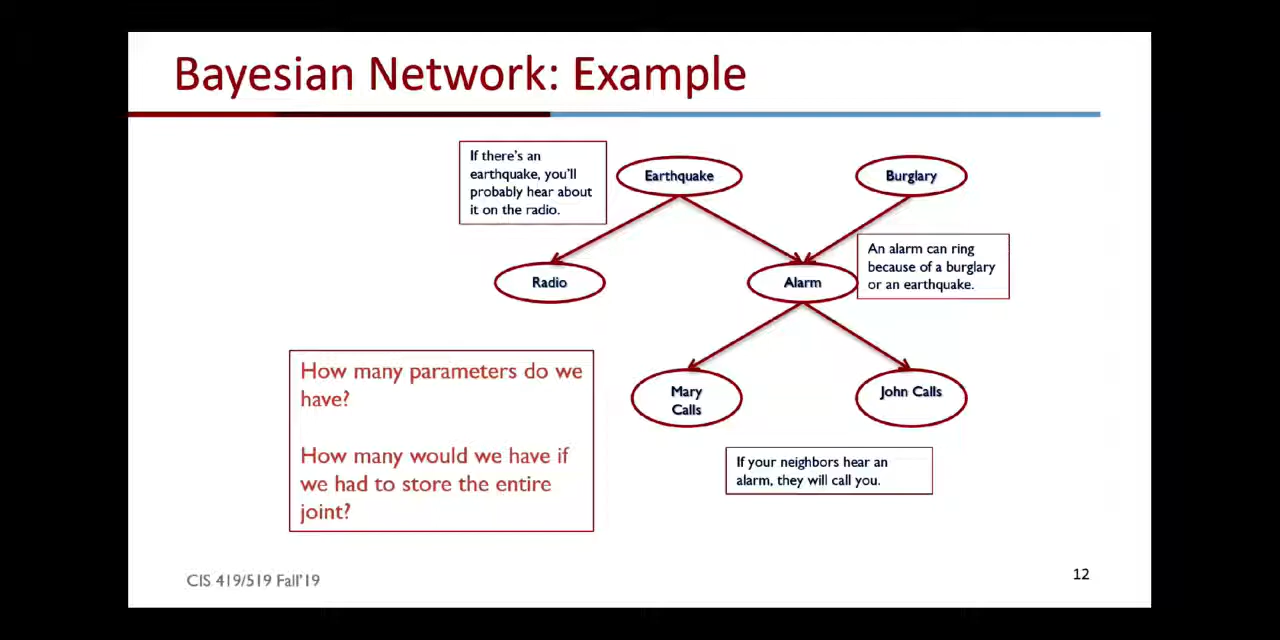 Bayesian Network: Example
If there's an
earthquake, you'll
probably hear about
it on the radio.
Earthquake
Burglary
Radio
Alarm
An alarm can ring
because of a burglary
or an earthquake.
How many parameters do we
have?
How many would we have if
we had to store the entire
joint?
Mary
Calls
John Calls
If your neighbors hear an
alarm, they will call you.
CIS 419/519 Fall'19
12